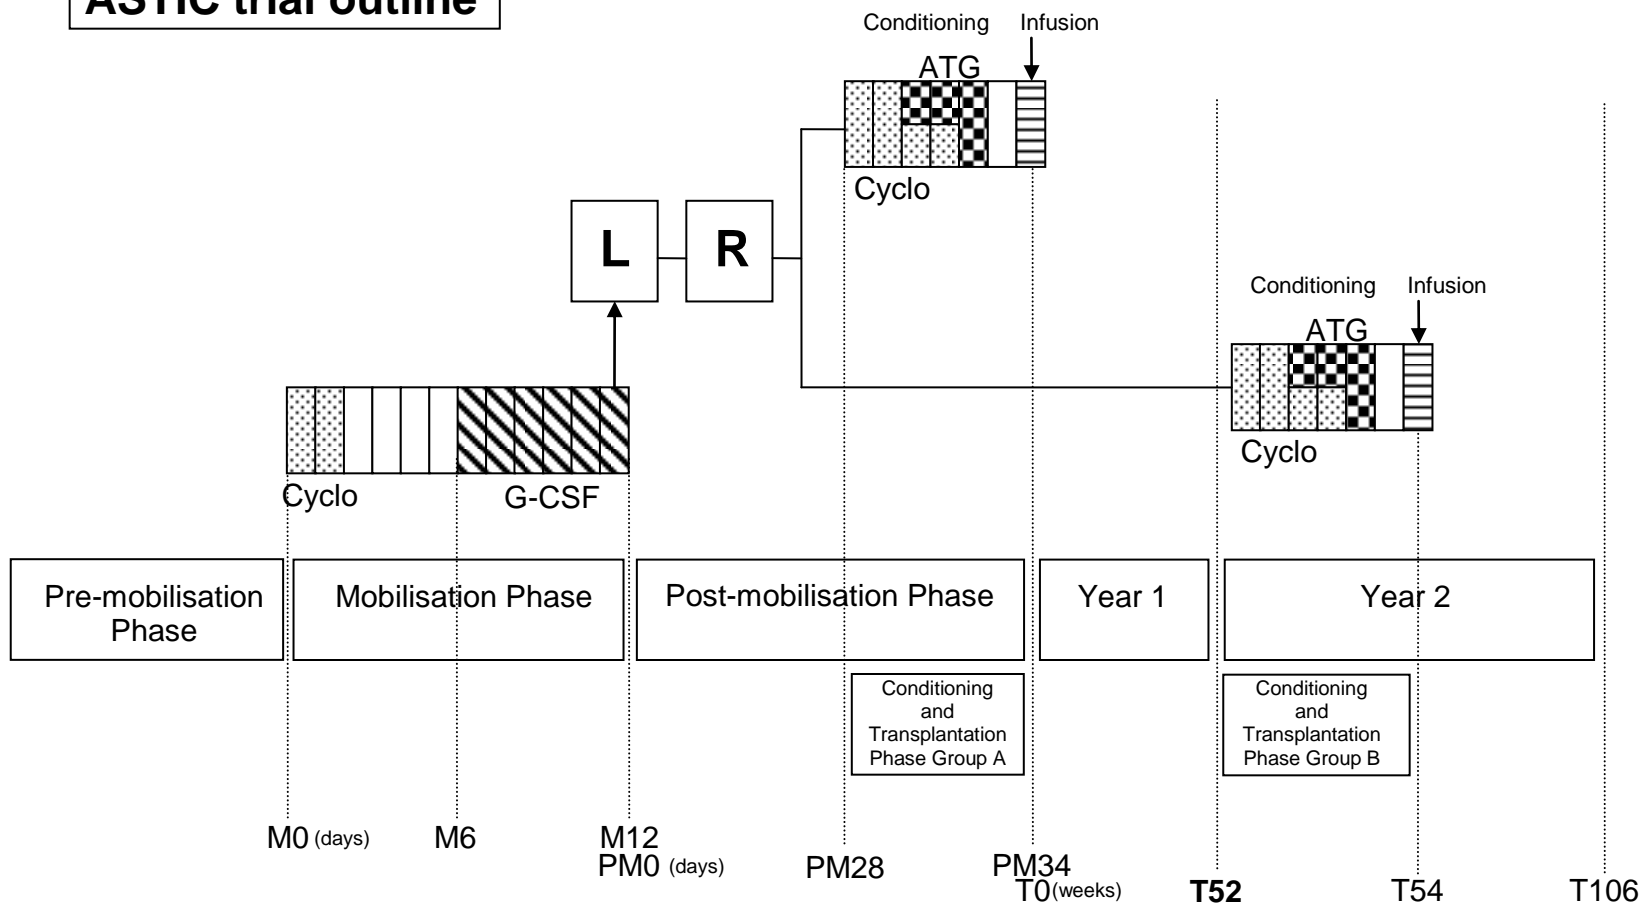 ASTIC trial outline
Conditioning Infusion
ATG
Cyclo
L R
Conditioning Infusion
ATG
Cyclo
Cyclo G-CSF
Pre-mobilisation
Phase
Mobilisation Phase
Post-mobilisation Phase
Year 1
Year 2
Conditioning
and
Transplantation
Phase Group A
Conditioning
and
Transplantation
Phase Group B
M0 (days) M6 M12
PM0 (days) PM28 PM34
T0(weeks) T52 T54 T106